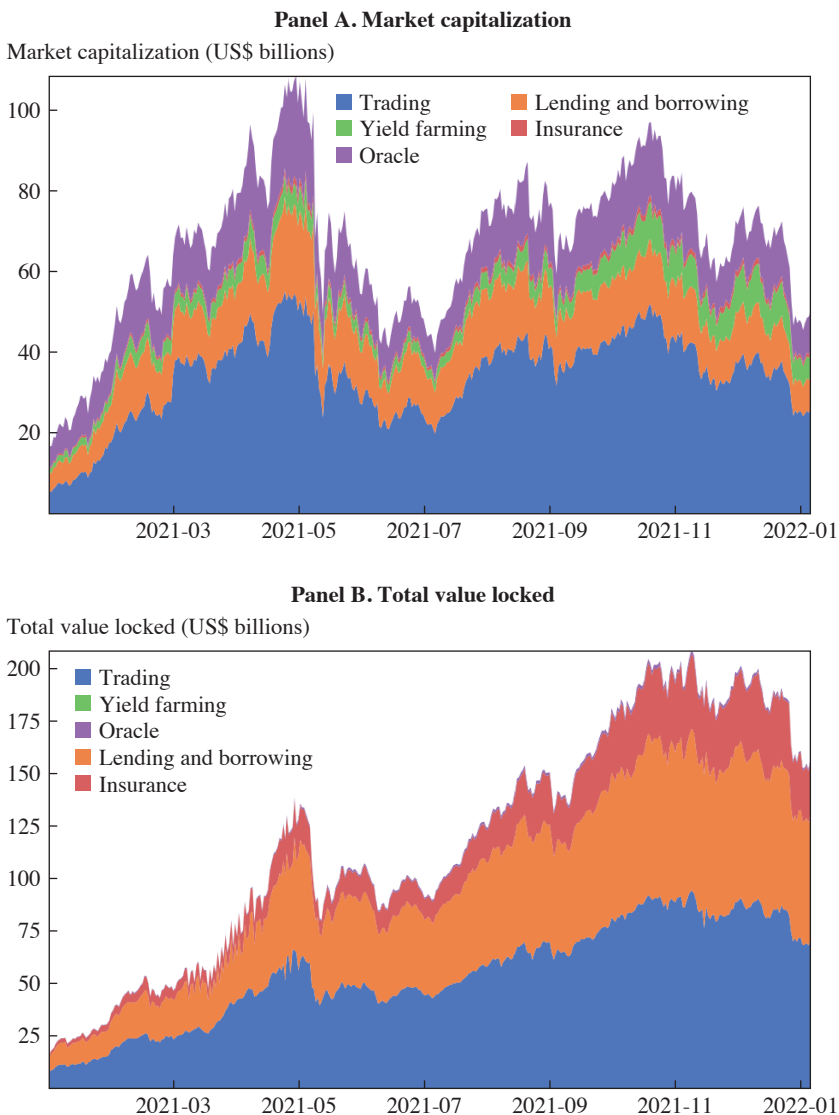 Panel A. Market capitalization
Market capitalization (US$ billions)
Trading
Lending and borrowing
Yield farming
Insurance
Oracle
100
80
60
40
20
2021-03 2021-05 2021-07 2021-09 2021-11 2022-01
Panel B. Total value locked
Total value locked (US$ billions)
Trading
Yield farming
Oracle
Lending and borrowing
Insurance
200
175
150
125
100
75
50
25
2021-03 2021-05 2021-07 2021-09 2021-11 2022-01